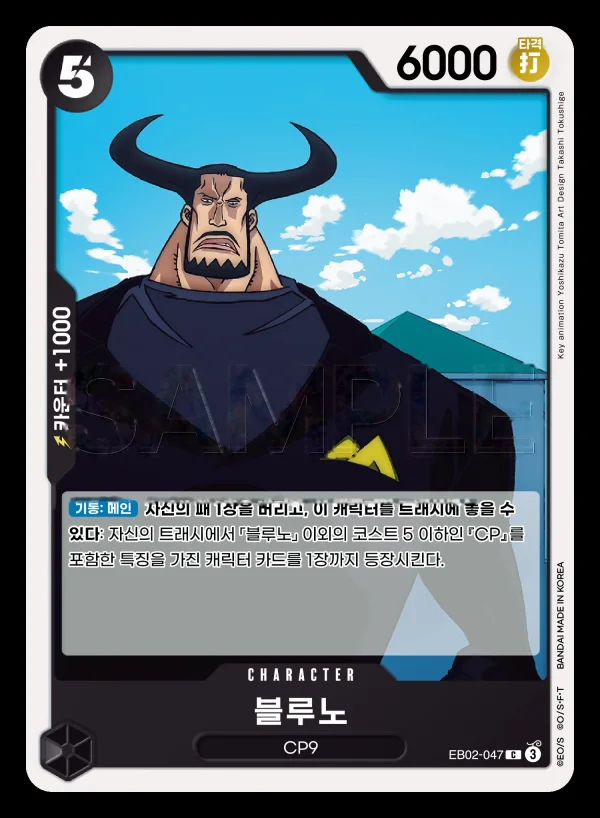 5
6000
타격
打
Key animation Yoshikazu Tomita Art Design Takashi Tokushige
카운터 +1000
SAMPLE
기동: 메인 자신의 패 1장을 버리고, 이 캐릭터를 트래시에 놓을 수
있다: 자신의 트래시에서 「블루노」 이외의 코스트 5 이하인 『CP』를
포함한 특징을 가진 캐릭터 카드를 1장까지 등장시킨다.
CHARACTER
블루노
CP9
EB02-047 C 3
©EO/S ©O/S·F·T BANDAI MADE IN KOREA